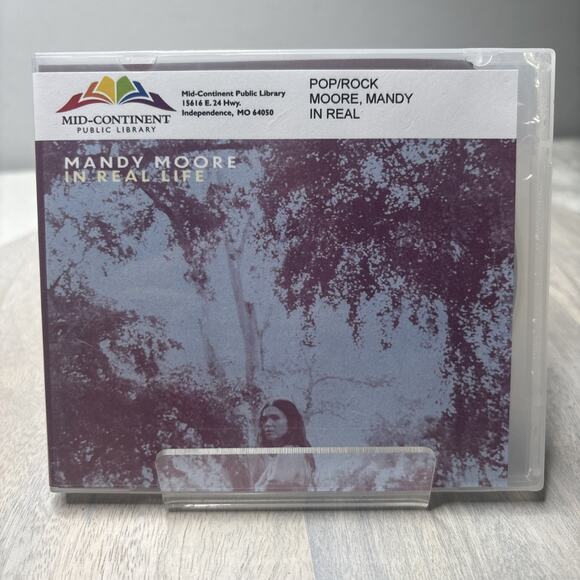 MID-CONTINENT
PUBLIC LIBRARY
Mid-Continent Public Library
15616 E. 24 Hwy.
Independence, MO 64050
POP/ROCK
MOORE, MANDY
IN REAL
MANDY MOORE
IN REAL LIFE